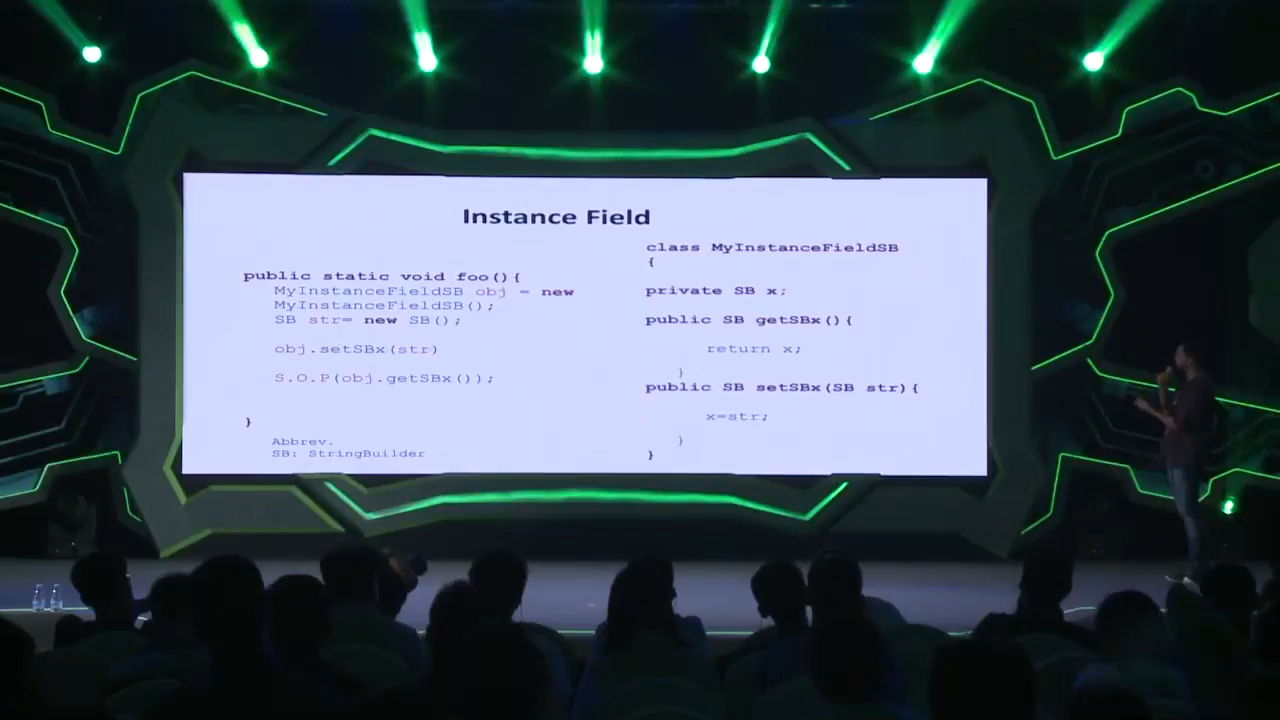 Instance Field
public static void foo(){
MyInstanceFieldSB obj = new
MyInstanceFieldSB();
SB str= new SB();
obj.setSBx(str)
S.O.P(obj.getSBx());
}
Abbrev.
SB: StringBuilder
class MyInstanceFieldSB
{
private SB x;
public SB getSBx(){
return x;
}
public SB setSBx(SB str){
x=str;
}
}